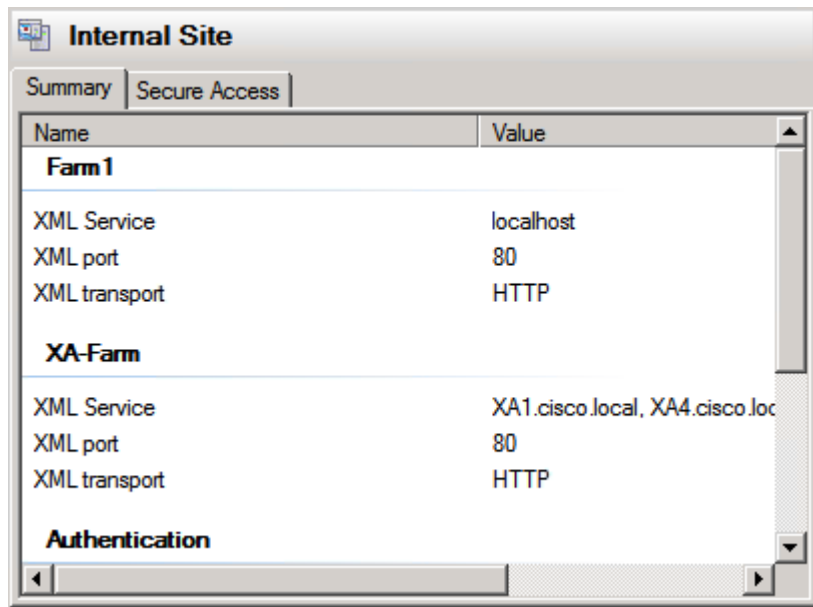 Internal Site
Summary Secure Access
Name Value
Farm1
XML Service localhost
XML port 80
XML transport HTTP
XA-Farm
XML Service XA1.cisco.local, XA4.cisco.loc
XML port 80
XML transport HTTP
Authentication